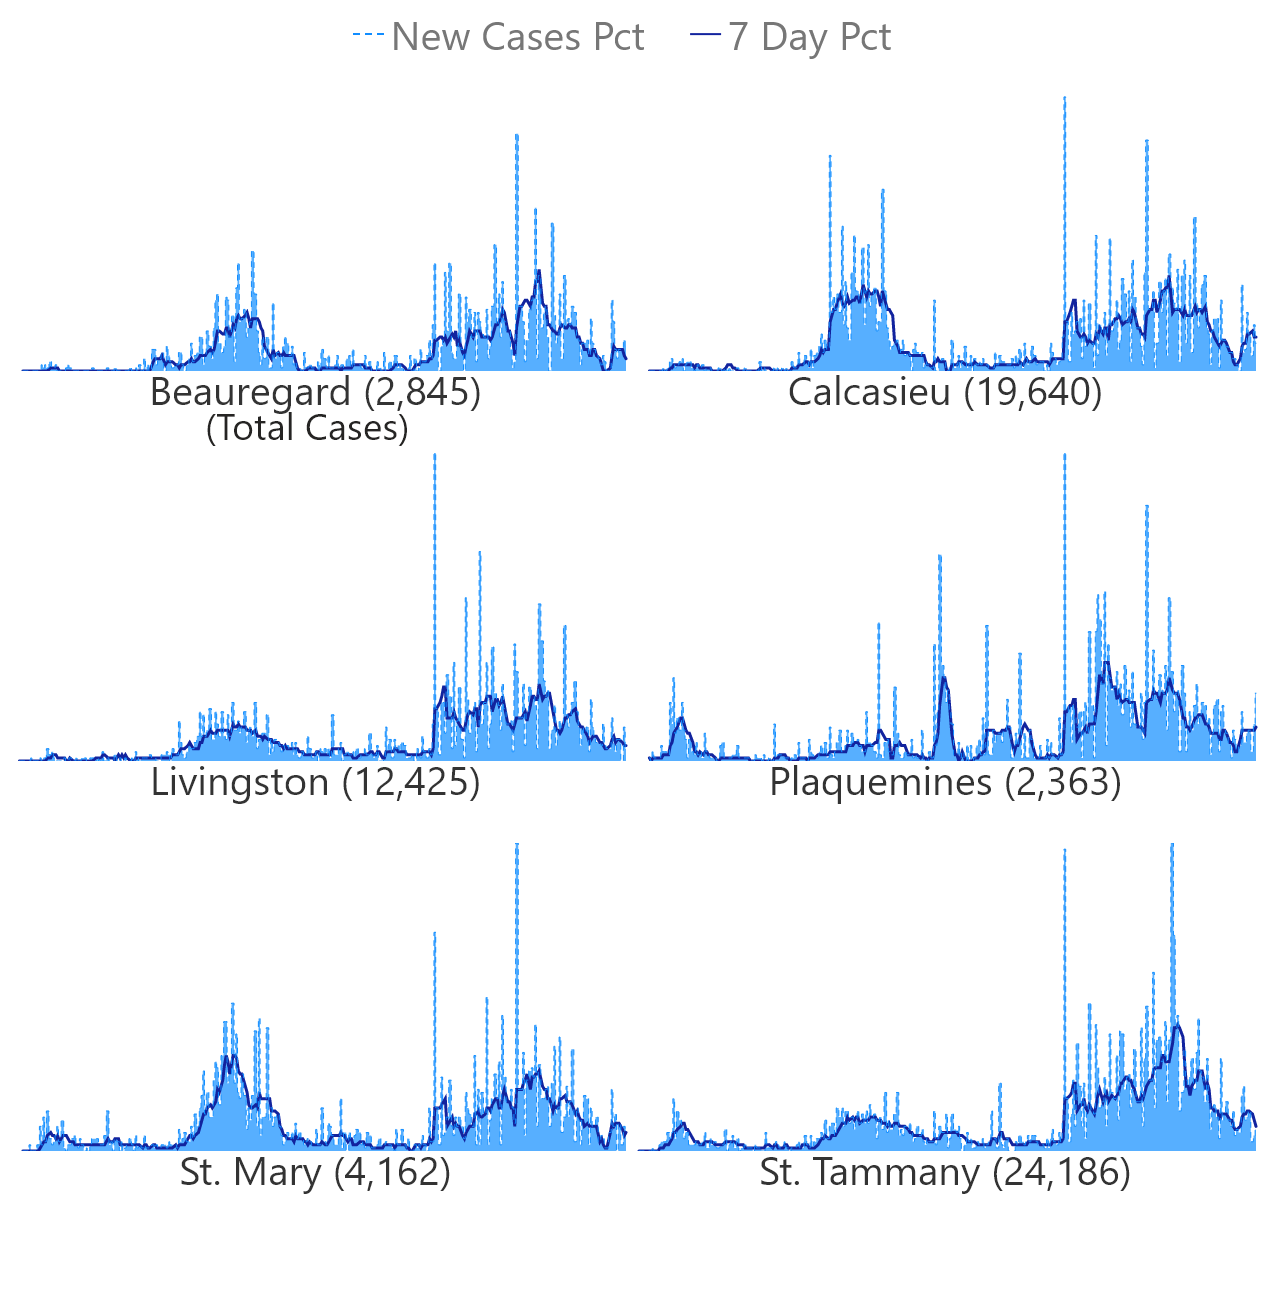 New Cases Pct 7 Day Pct
Beauregard (2,845) Calcasieu (19,640)
(Total Cases)
Livingston (12,425) Plaquemines (2,363)
St. Mary (4,162) St. Tammany (24,186)